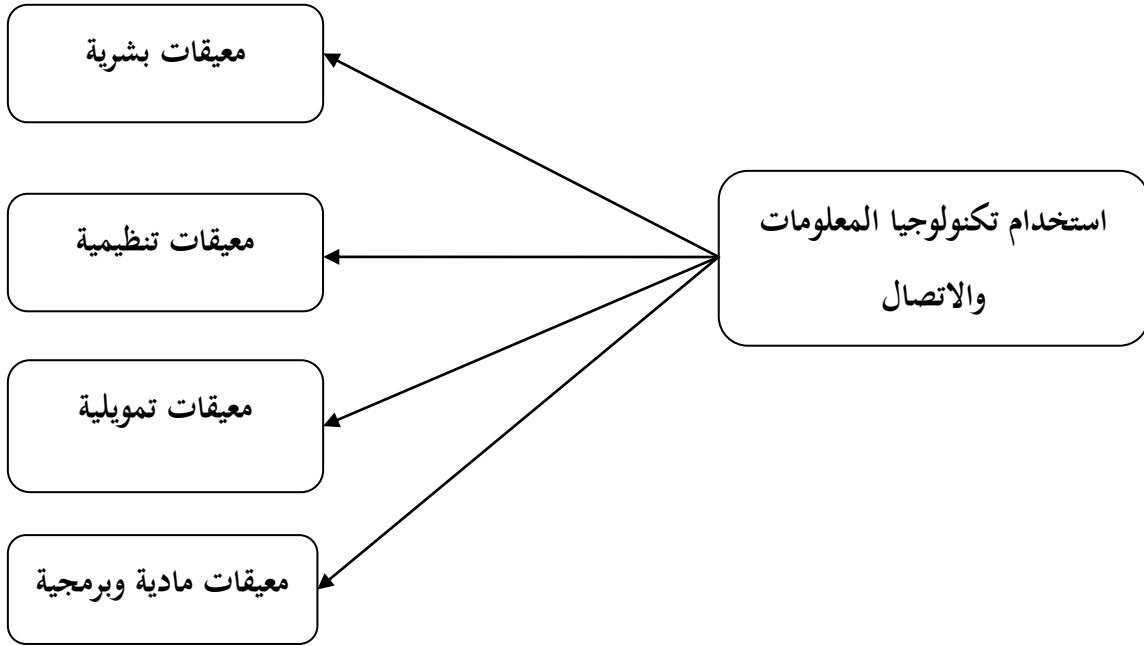 استخدام تكنولوجيا المعلومات
والاتصال
معيقات بشرية
معيقات تنظيمية
معيقات تمويلية
معيقات مادية وبرمجية